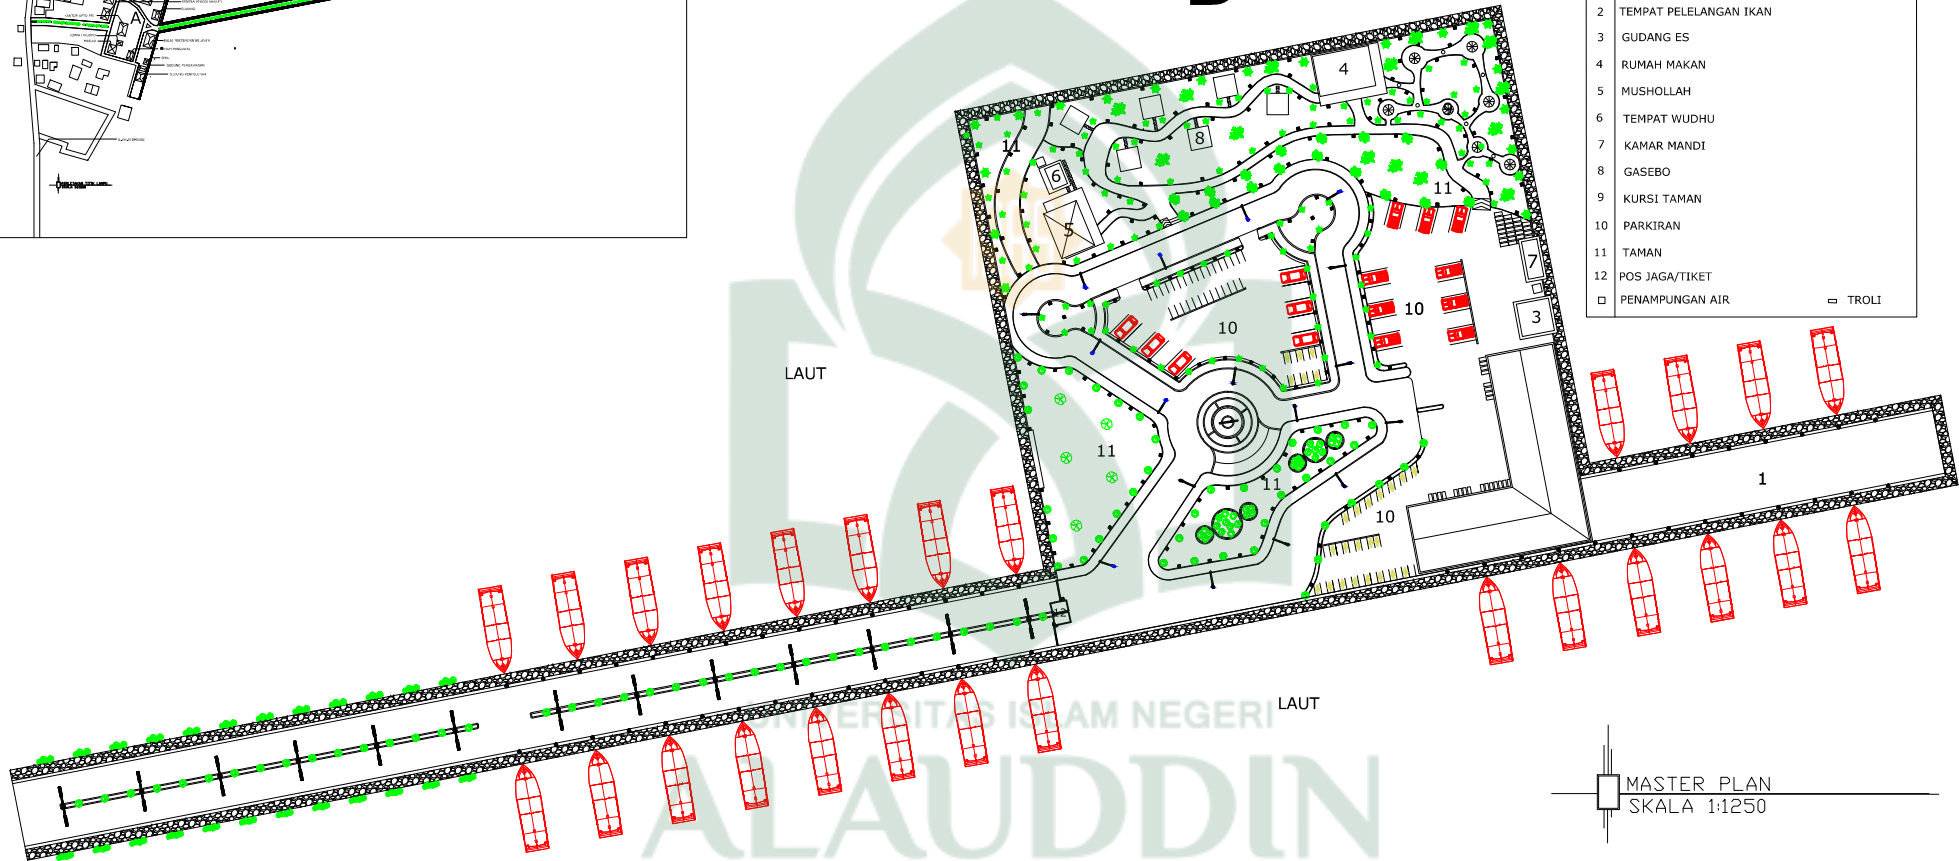 2 TEMPAT PELELANGAN IKAN
3 GUDANG ES
4 RUMAH MAKAN
5 MUSHOLLAH
6 TEMPAT WUDHU
7 KAMAR MANDI
8 GASEBO
9 KURSI TAMAN
10 PARKIRAN
11 TAMAN
12 POS JAGA/TIKET
PENAMPUNGAN AIR TROLI
4
11
8
6
11
5
7
10
10
3
LAUT
11
11
1
10
12
LAUT
UNIVERSITAS ISLAM NEGERI
ALAUDDIN
MASTER PLAN
SKALA 1:1250